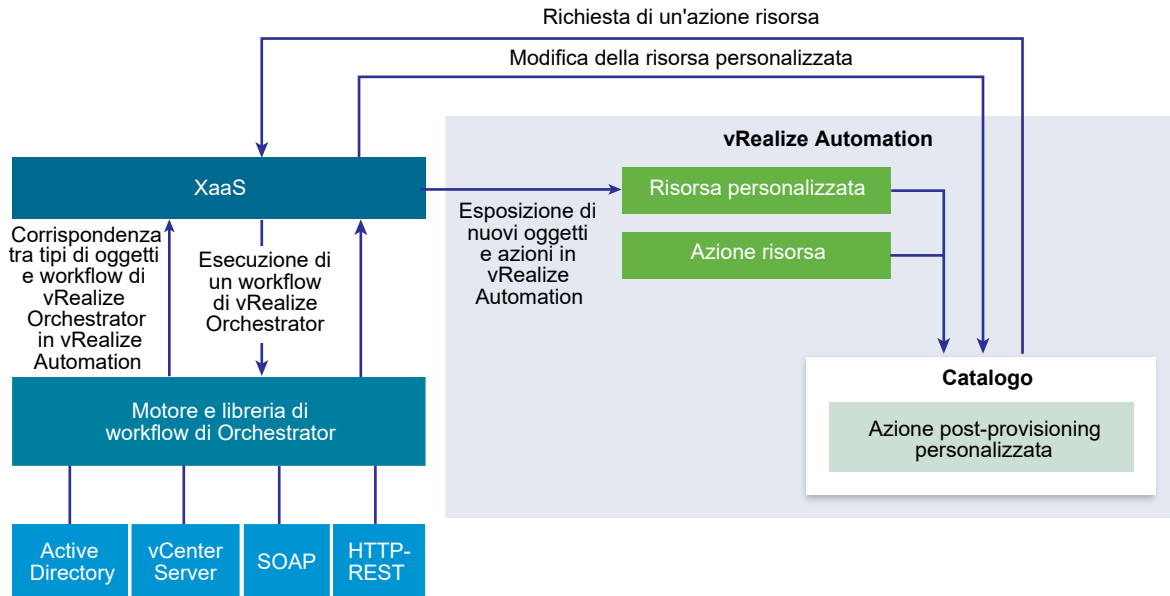 Richiesta di un'azione risorsa
Modifica della risorsa personalizzata
vRealize Automation
XaaS
Risorsa personalizzata
Azione risorsa
Esposizione di
nuovi oggetti
e azioni in
vRealize
Automation
Corrispondenza
tra tipi di oggetti
e workflow di
vRealize
Orchestrator
in vRealize
Automation
Esecuzione di
un workflow
di vRealize
Orchestrator
Catalogo
Azione post-provisioning
personalizzata
Motore e libreria di
workflow di Orchestrator
Active
Directory
vCenter
Server
SOAP
HTTP-
REST